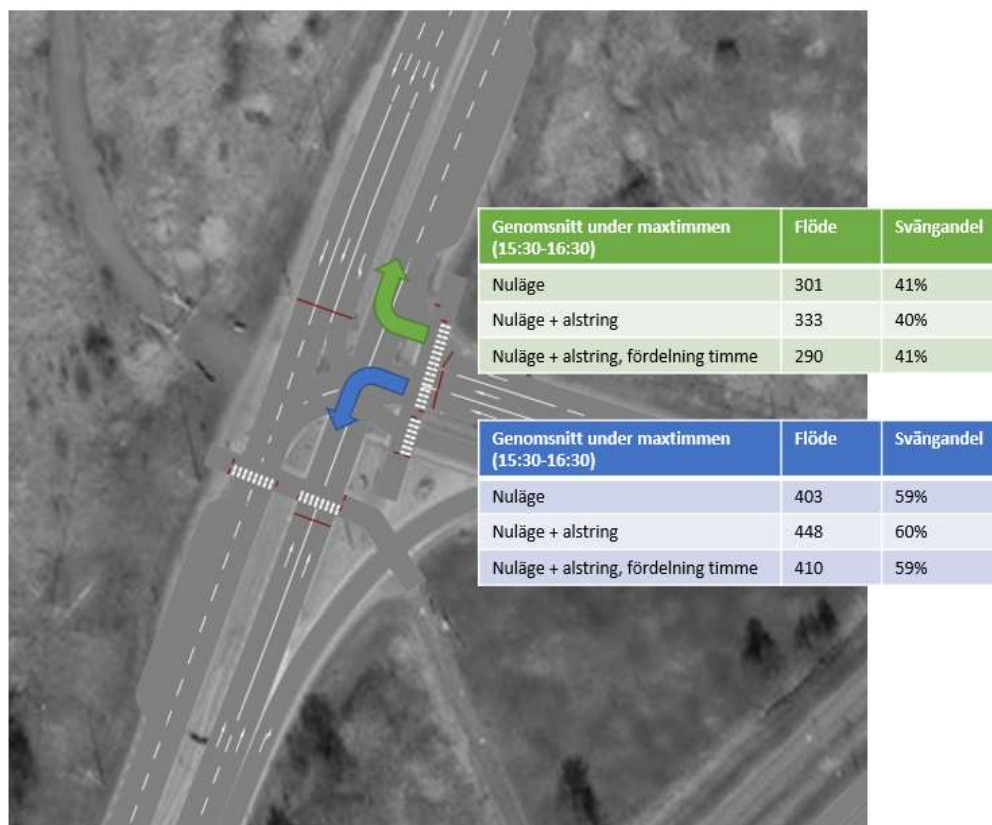 Genomsnitt under maxtimmen (15:30-16:30) Flöde Svängandel
Nuläge 301 41%
Nuläge + alstring 333 40%
Nuläge + alstring, fördelning timme 290 41%
Genomsnitt under maxtimmen (15:30-16:30) Flöde Svängandel
Nuläge 403 59%
Nuläge + alstring 448 60%
Nuläge + alstring, fördelning timme 410 59%